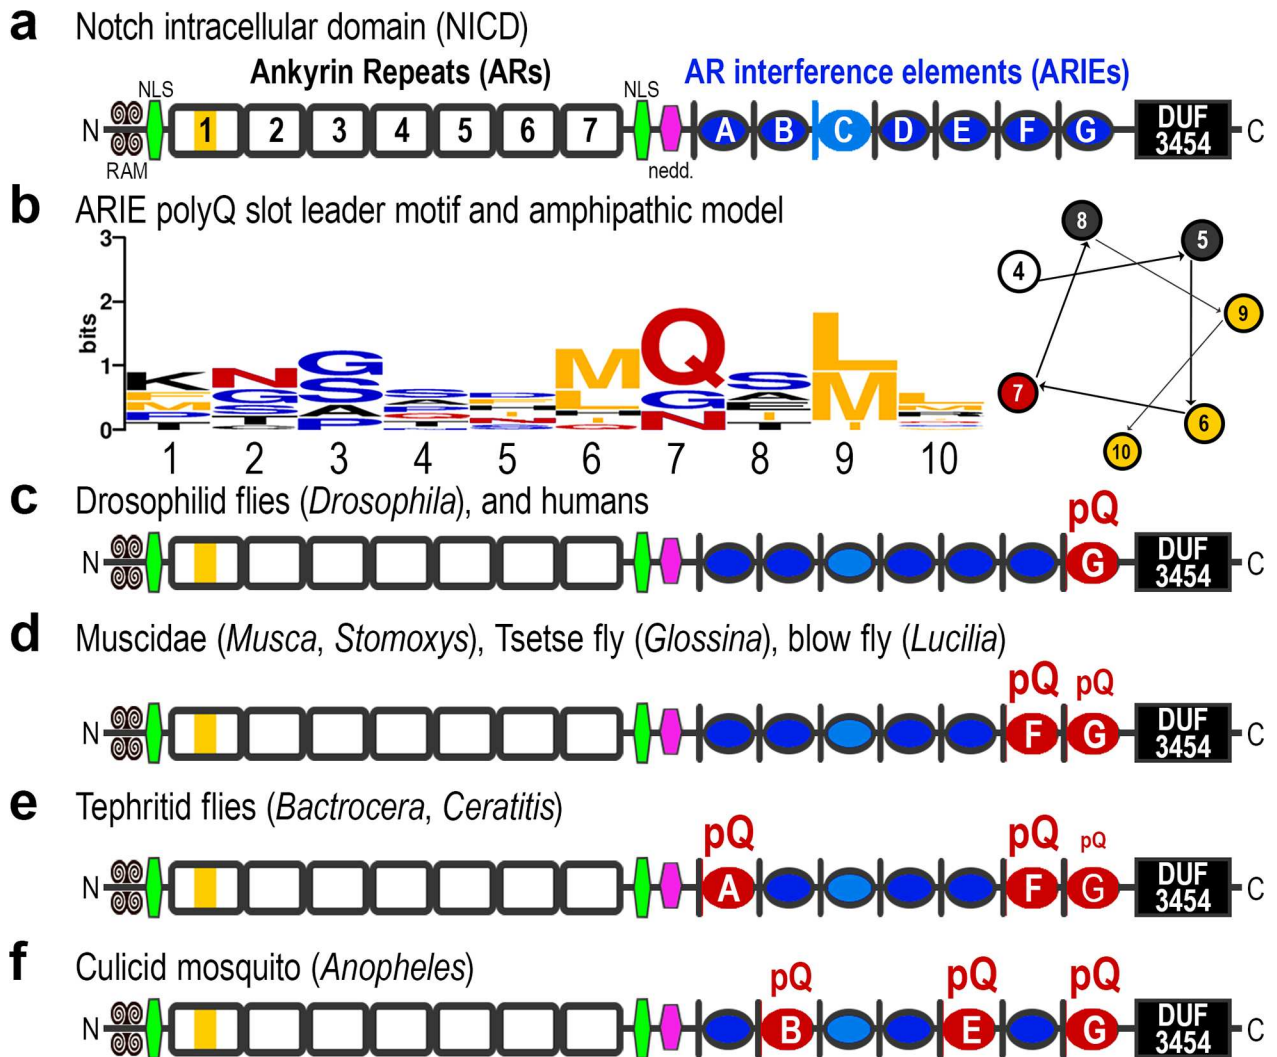 a Notch intracellular domain (NICD)
Ankyrin Repeats (ARs) AR interference elements (ARIEs)
NLS NLS
N 1 2 3 4 5 6 7 A B C D E F G DUF 3454 C
RAM nedd.
b ARIE polyQ slot leader motif and amphipathic model
3
2
1
0
bits
1 2 3 4 5 6 7 8 9 10
K N G M Q S L
M G S L G A M
S A N
P
8
5
4
9
7
6
10
c Drosophilid flies (Drosophila), and humans
pQ
N G DUF 3454 C
d Muscidae (Musca, Stomoxys), Tsetse fly (Glossina), blow fly (Lucilia)
pQ pQ
N F G DUF 3454 C
e Tephritid flies (Bactrocera, Ceratitis)
pQ pQ pQ
N A F G DUF 3454 C
f Culicid mosquito (Anopheles)
pQ pQ pQ
N B E G DUF 3454 C